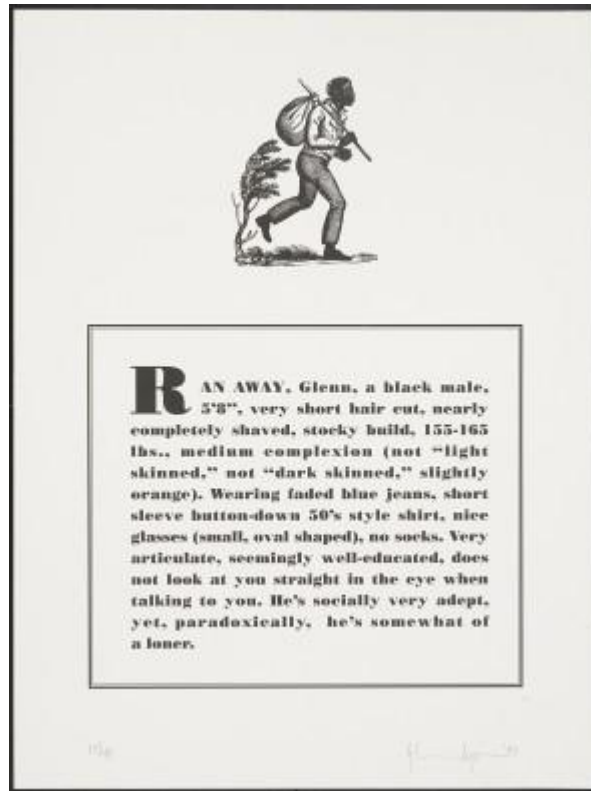 RAN AWAY, Glenn, a black male,
5'8", very short hair cut, nearly
completely shaved, stocky build, 155-165
lbs., medium complexion (not "light
skinned," not "dark skinned," slightly
orange). Wearing faded blue jeans, short
sleeve button-down 50's style shirt, nice
glasses (small, oval shaped), no socks. Very
articulate, seemingly well-educated, does
not look at you straight in the eye when
talking to you. He's socially very adept,
yet, paradoxically, he's somewhat of
a loner.